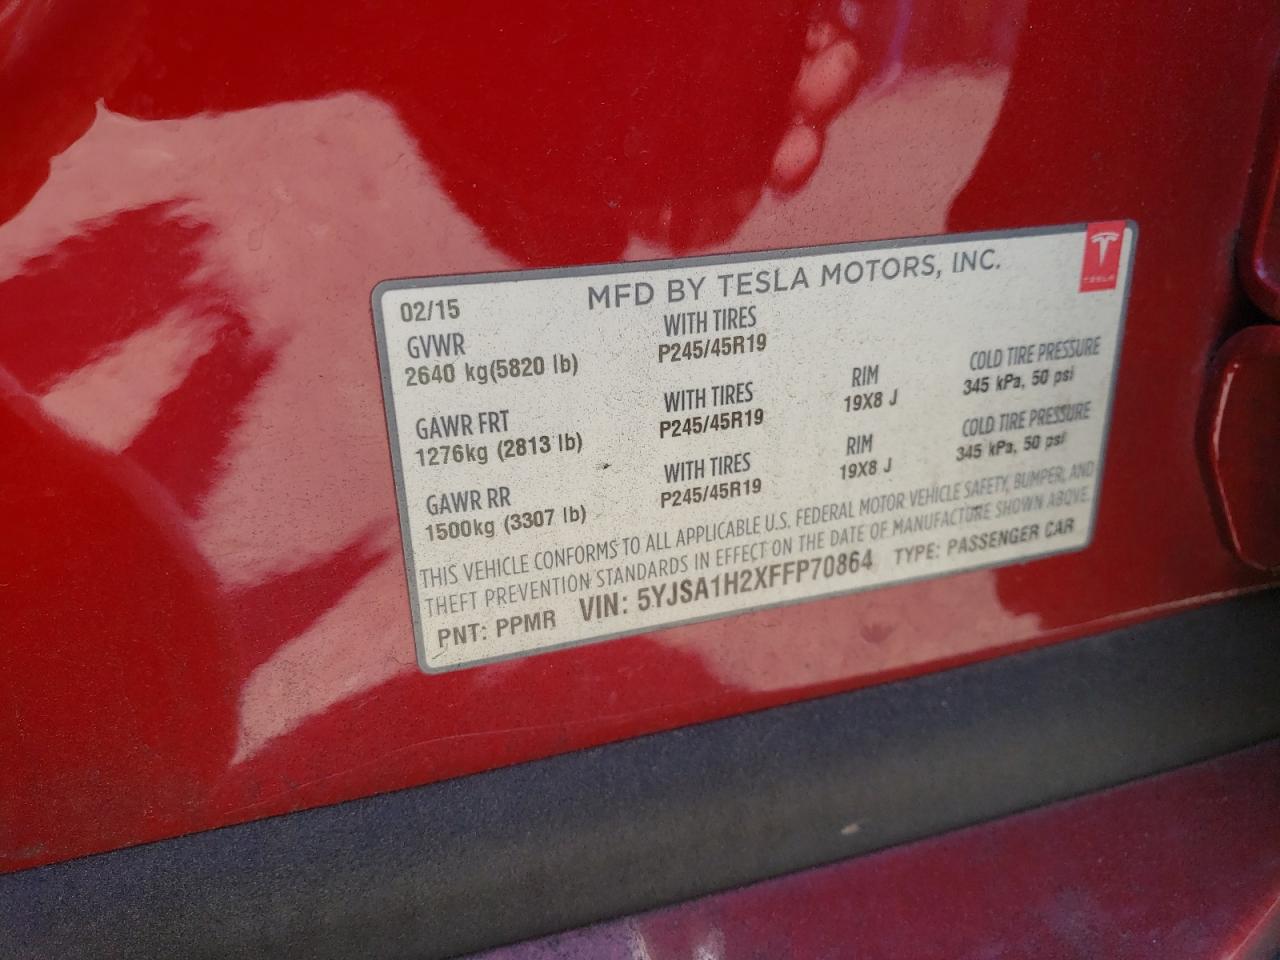 MFD BY TESLA MOTORS, INC.
TESLA
02/15
GVWR WITH TIRES
2640 kg(5820 lb) P245/45R19
GAWR FRT WITH TIRES RIM COLD TIRE PRESSURE
1276kg (2813 lb) P245/45R19 19X8 J 345 kPa, 50 psi
GAWR RR WITH TIRES RIM COLD TIRE PRESSURE
1500kg (3307 lb) P245/45R19 19X8 J 345 kPa, 50 psi
THIS VEHICLE CONFORMS TO ALL APPLICABLE U.S. FEDERAL MOTOR VEHICLE SAFETY, BUMPER, AND
THEFT PREVENTION STANDARDS IN EFFECT ON THE DATE OF MANUFACTURE SHOWN ABOVE.
PNT: PPMR VIN: 5YJSA1H2XFFP70864 TYPE: PASSENGER CAR